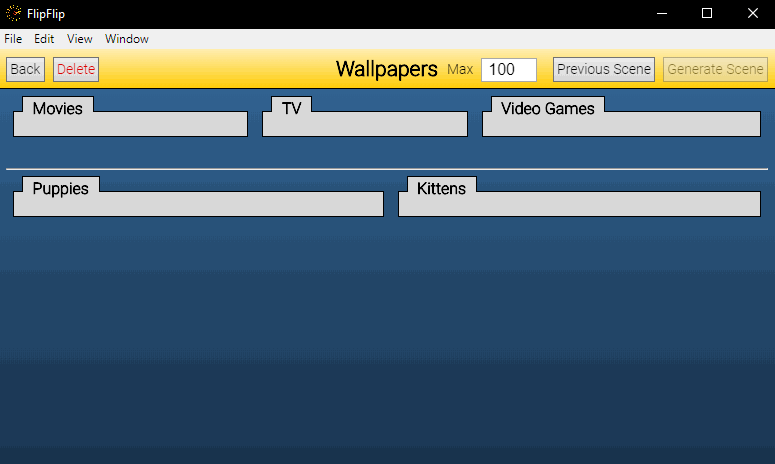 FlipFlip
File Edit View Window
Back Delete Wallpapers Max 100 Previous Scene Generate Scene
Movies TV Video Games
Puppies Kittens